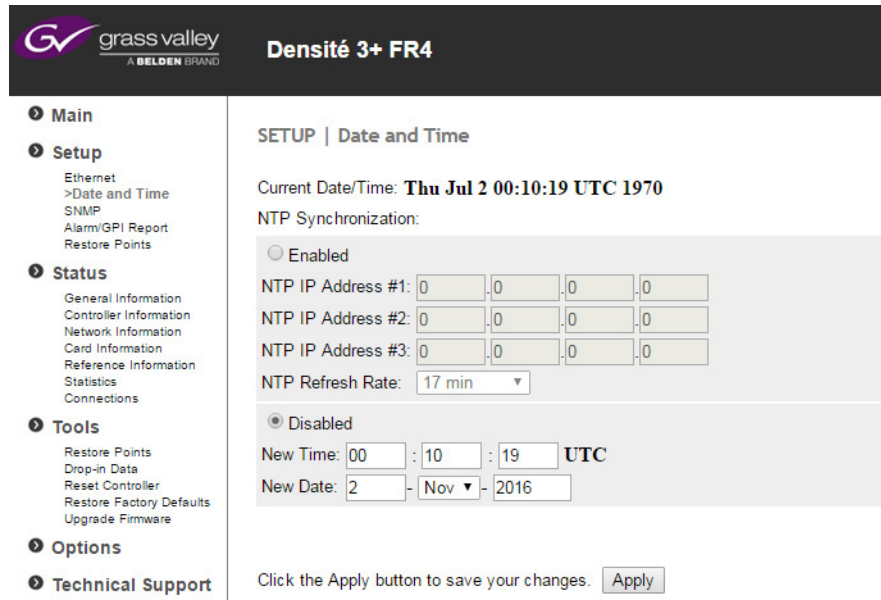 GV grass valley
A BELDEN BRAND
Densité 3+ FR4
Main
Setup
Ethernet
>Date and Time
SNMP
Alarm/GPI Report
Restore Points
Status
General Information
Controller Information
Network Information
Card Information
Reference Information
Statistics
Connections
Tools
Restore Points
Drop-in Data
Reset Controller
Restore Factory Defaults
Upgrade Firmware
Options
Technical Support
SETUP | Date and Time
Current Date/Time: Thu Jul 2 00:10:19 UTC 1970
NTP Synchronization:
Enabled
NTP IP Address #1: 0 .0 .0 .0
NTP IP Address #2: 0 .0 .0 .0
NTP IP Address #3: 0 .0 .0 .0
NTP Refresh Rate: 17 min
Disabled
New Time: 00 : 10 : 19 UTC
New Date: 2 - Nov - 2016
Click the Apply button to save your changes. Apply